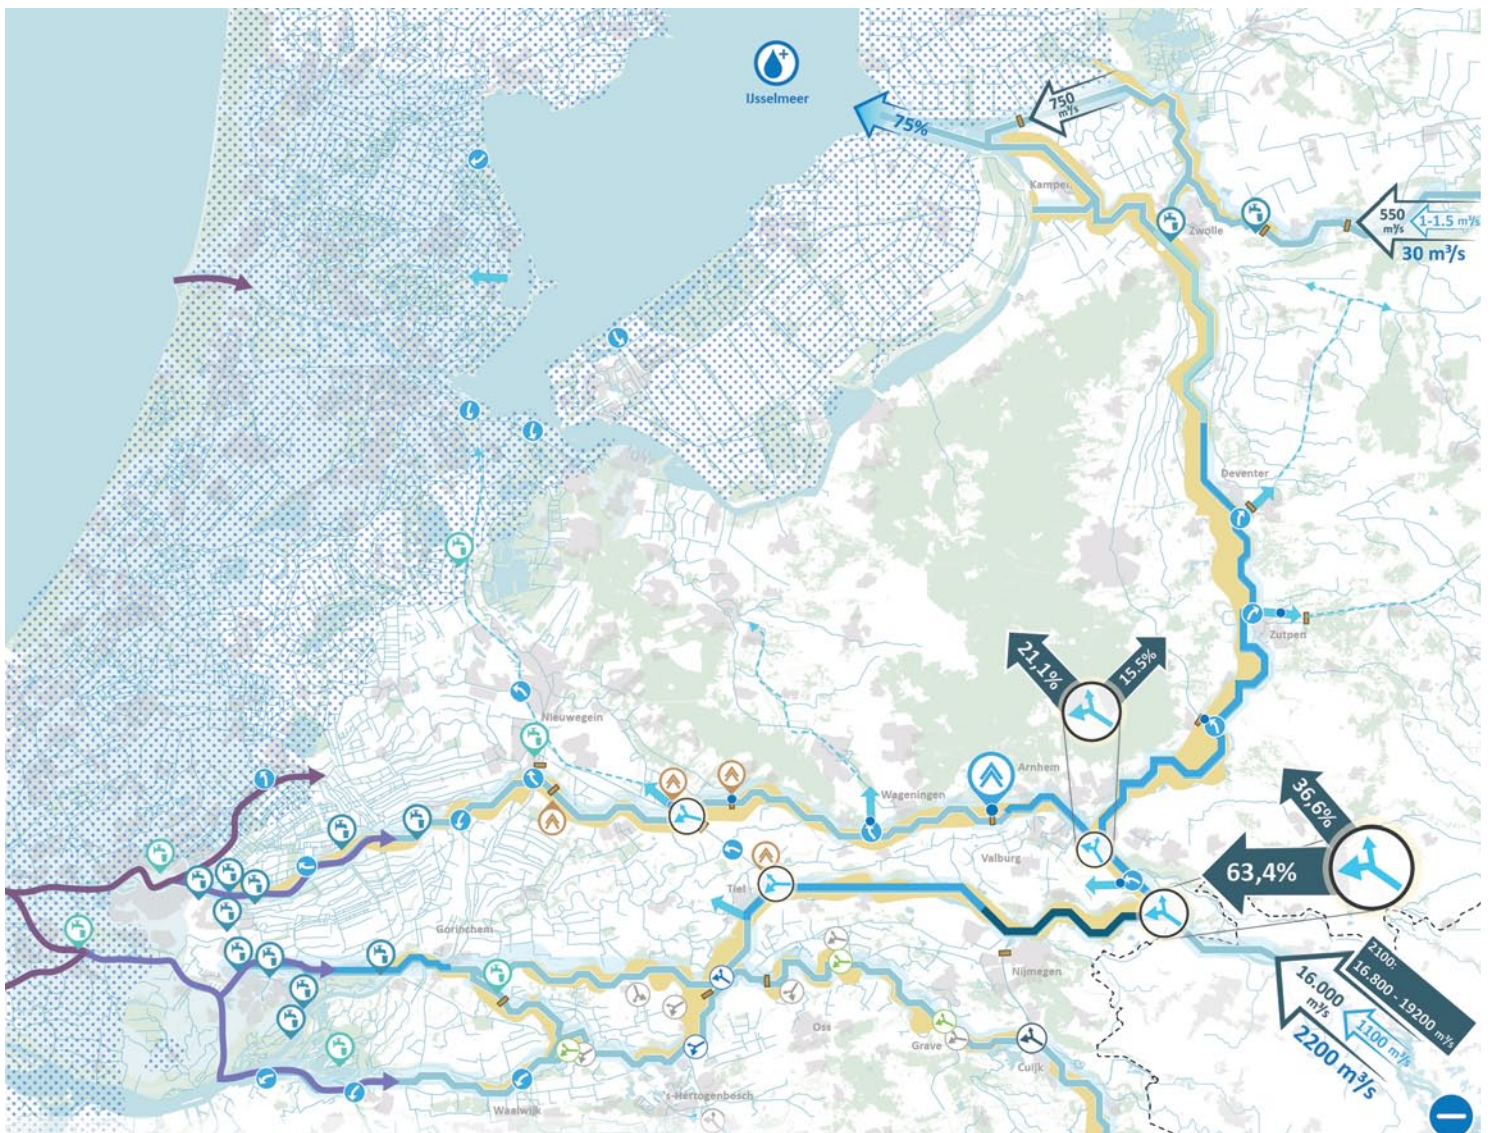 IJsselmeer
75%
750
m³/s
Kampen
Zwolle
550
m³/s
1-1.5 m³/s
30 m³/s
Deventer
Zutpen
21,1%
15.5%
Nieuwegein
Arnhem
Wageningen
36,6%
63,4%
Valburg
Tiel
Gorinchem
Nijmegen
2100:
16.800 - 19200 m³/s
16.000
m³/s
1100 m³/s
2200 m³/s
Oss
Grave
Cuijk
Waalwijk
's-Hertogenbosch